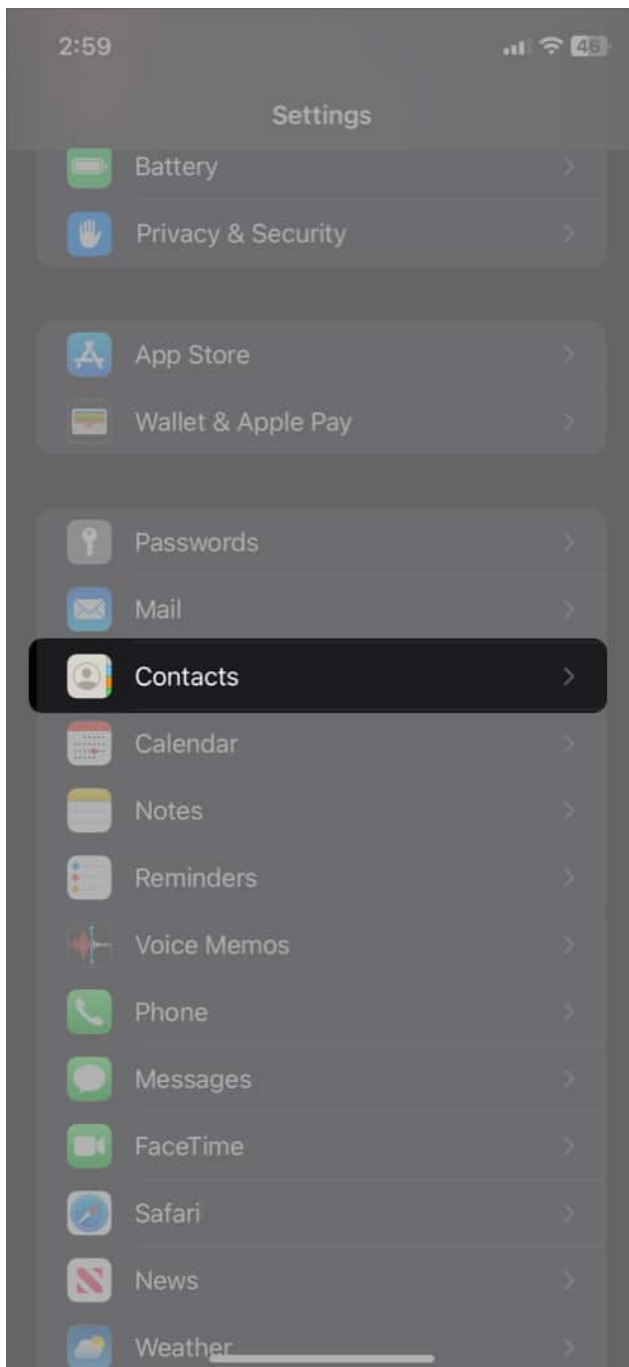 2:59
46
Settings
Battery
Privacy & Security
App Store
Wallet & Apple Pay
Passwords
Mail
Contacts
Calendar
Notes
Reminders
Voice Memos
Phone
Messages
FaceTime
Safari
News
Weather